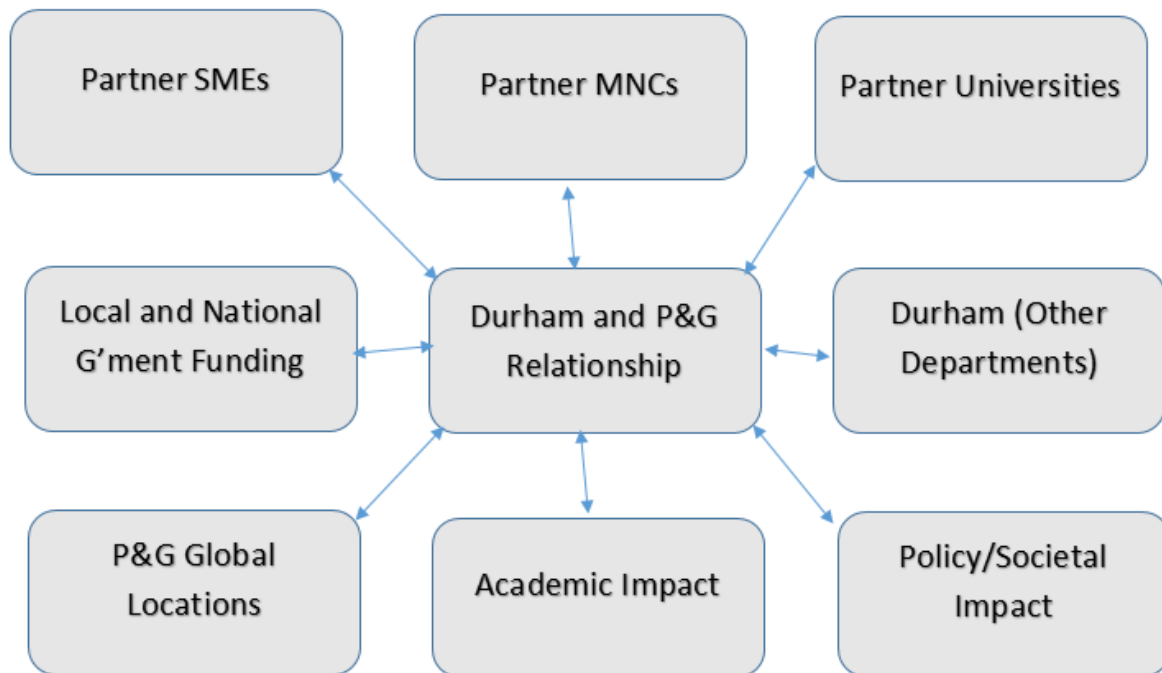 Partner SMEs
Partner MNCs
Partner Universities
Local and National
G’ment Funding
Durham and P&G
Relationship
Durham (Other
Departments)
P&G Global
Locations
Academic Impact
Policy/Societal
Impact